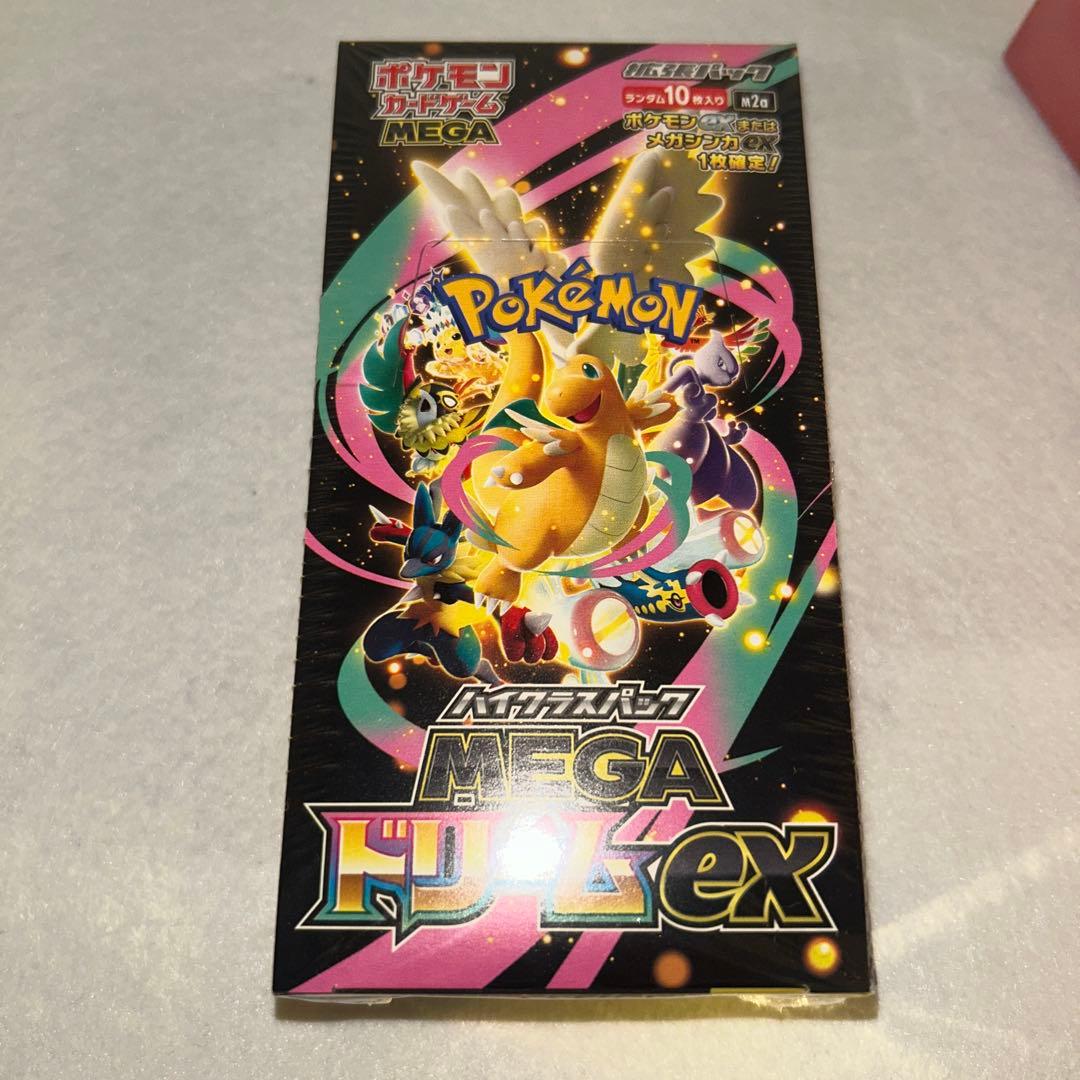 ポケモン
カードゲーム
MEGA
拡張パック
ランダム10枚入り M2a
ポケモンexまたは
メガシンカex
1枚確定!
POKéMON
TM
ハイクラスパック
MEGA
ドリームex